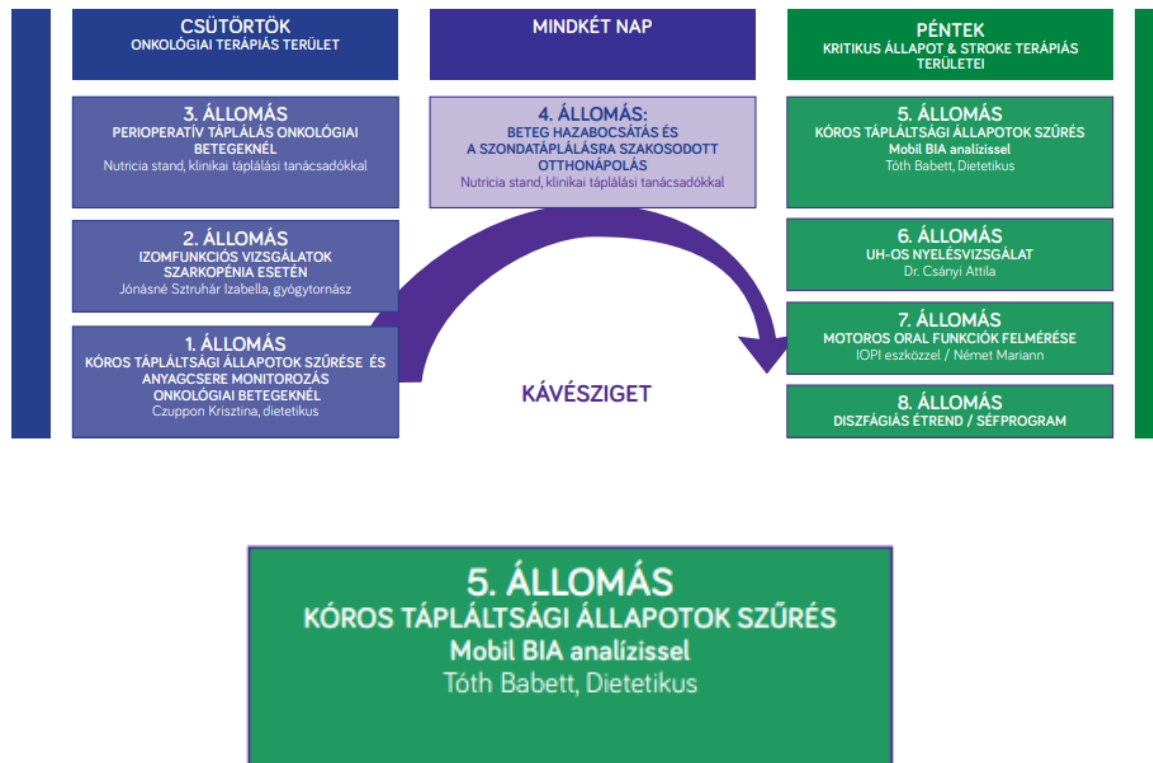 CSÜTÖRTÖK
ONKOLÓGIAI TERÁPIÁS TERÜLET
3. ÁLLOMÁS
PERIOPERATÍV TÁPLÁLÁS ONKOLÓGIAI
BETEGEKNÉL
Nutricia stand, klinikai táplálási tanácsadókkal
2. ÁLLOMÁS
IZOMFUNKCIÓS VIZSGÁLATOK
SZARKOPÉNIA ESETÉN
Jónásné Sztruhár Izabella, gyógytornász
1. ÁLLOMÁS
KÓROS TÁPLÁLTSÁGI ÁLLAPOTOK SZŰRÉSE ÉS
ANYAGCSERE MONITOROZÁS
ONKOLÓGIAI BETEGEKNÉL
Czuppon Krisztina, dietetikus
MINDKÉT NAP
4. ÁLLOMÁS:
BETEG HAZABOCSÁTÁS ÉS
A SZONDATÁPLÁLÁSRA SZAKOSODOTT
OTTHONÁPOLÁS
Nutricia stand, klinikai táplálási tanácsadókkal
KÁVÉSZIGET
PÉNTEK
KRITIKUS ÁLLAPOT & STROKE TERÁPIÁS
TERÜLETEI
5. ÁLLOMÁS
KÓROS TÁPLÁLTSÁGI ÁLLAPOTOK SZŰRÉS
Mobil BIA analízissel
Tóth Babett, Dietetikus
6. ÁLLOMÁS
UH-OS NYELÉSVIZSGÁLAT
Dr. Csányi Attila
7. ÁLLOMÁS
MOTOROS ORAL FUNKCIÓK FELMÉRÉSE
IOPI eszközzel / Német Mariann
8. ÁLLOMÁS
DISZFÁGIÁS ÉTREND / SÉFPROGRAM
5. ÁLLOMÁS
KÓROS TÁPLÁLTSÁGI ÁLLAPOTOK SZŰRÉS
Mobil BIA analízissel
Tóth Babett, Dietetikus